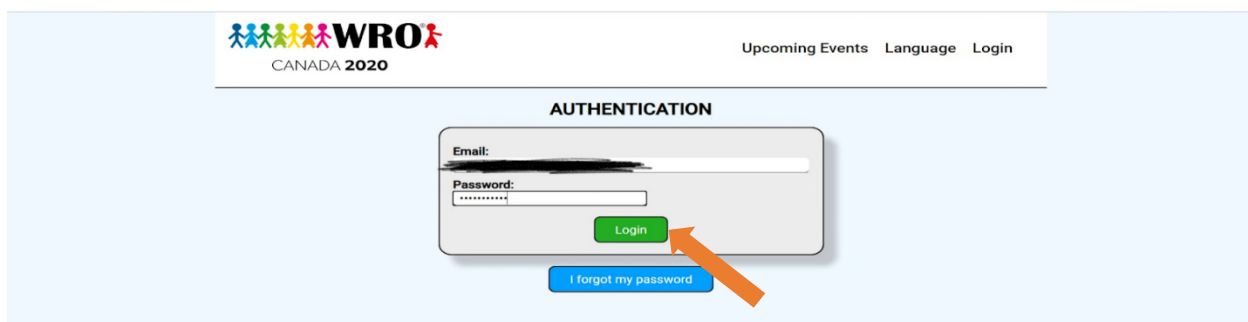 WRO
CANADA 2020
Upcoming Events Language Login
AUTHENTICATION
Email:
Password:
•••••••••••
Login
I forgot my password